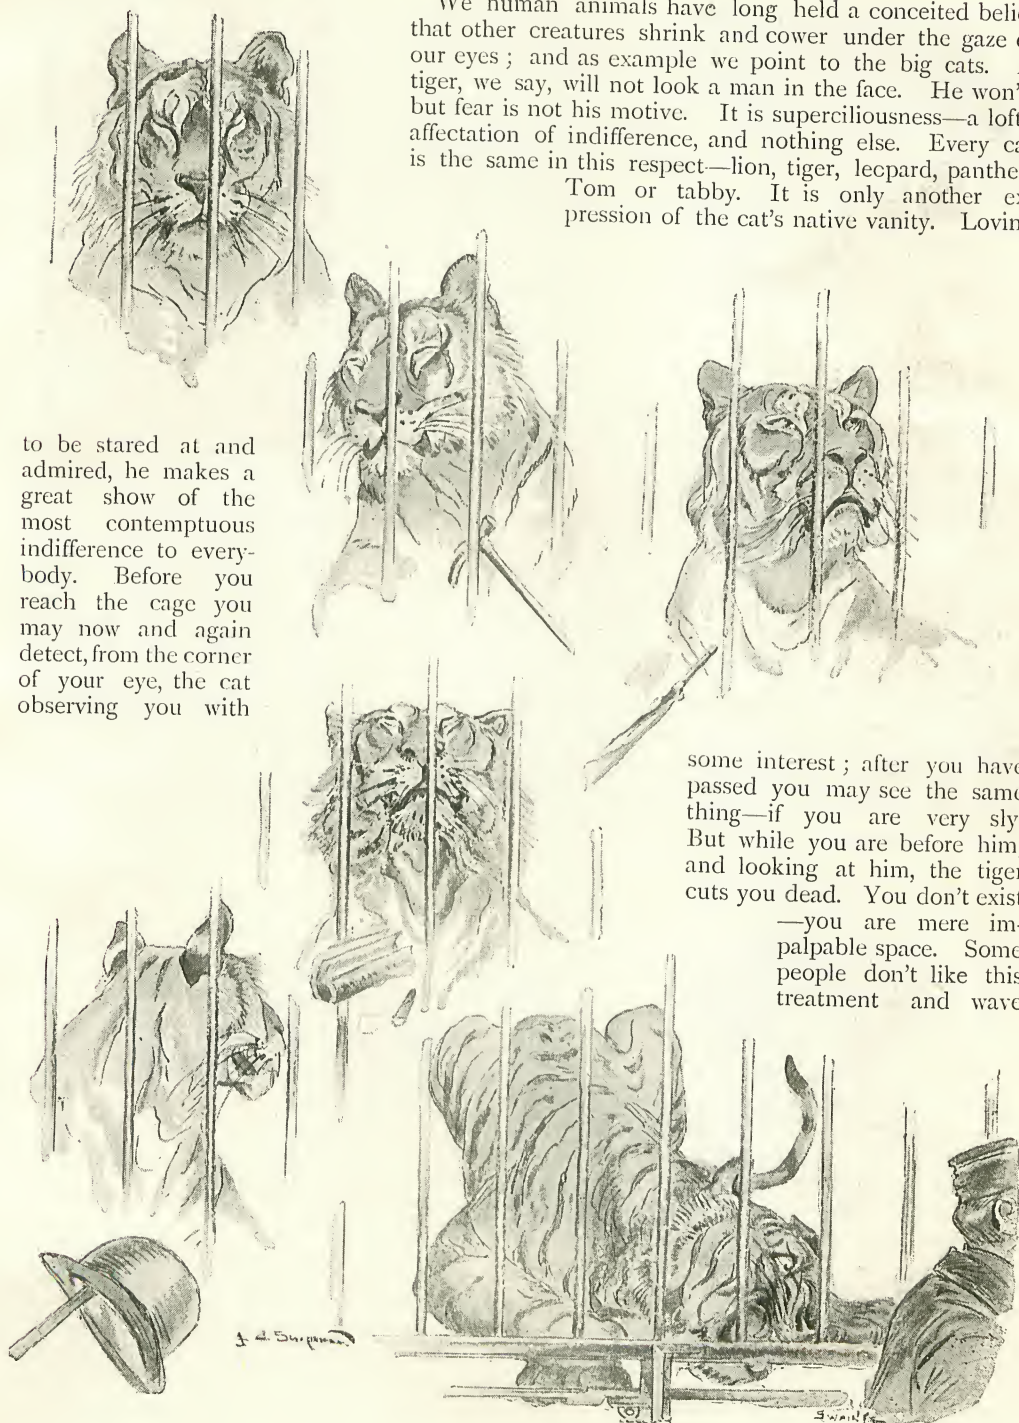 We human animals have long held a conceited beli
that other creatures shrink and cower under the gaze
our eyes ; and as example we point to the big cats.
tiger, we say, will not look a man in the face. He won'
but fear is not his motive. It is superciliousness—a loft
affectation of indifference, and nothing else. Every ca
is the same in this respect—lion, tiger, leopard, panthe
Tom or tabby. It is only another ex
pression of the cat's native vanity. Lovin
to be stared at and
admired, he makes a
great show of the
most contemptuous
indifference to every-
body. Before you
reach the cage you
may now and again
detect, from the corner
of your eye, the cat
observing you with
some interest ; after you have
passed you may see the same
thing—if you are very sly
But while you are before him
and looking at him, the tiger
cuts you dead. You don't exist
—you are mere im-
palpable space. Some
people don't like this
treatment and wave